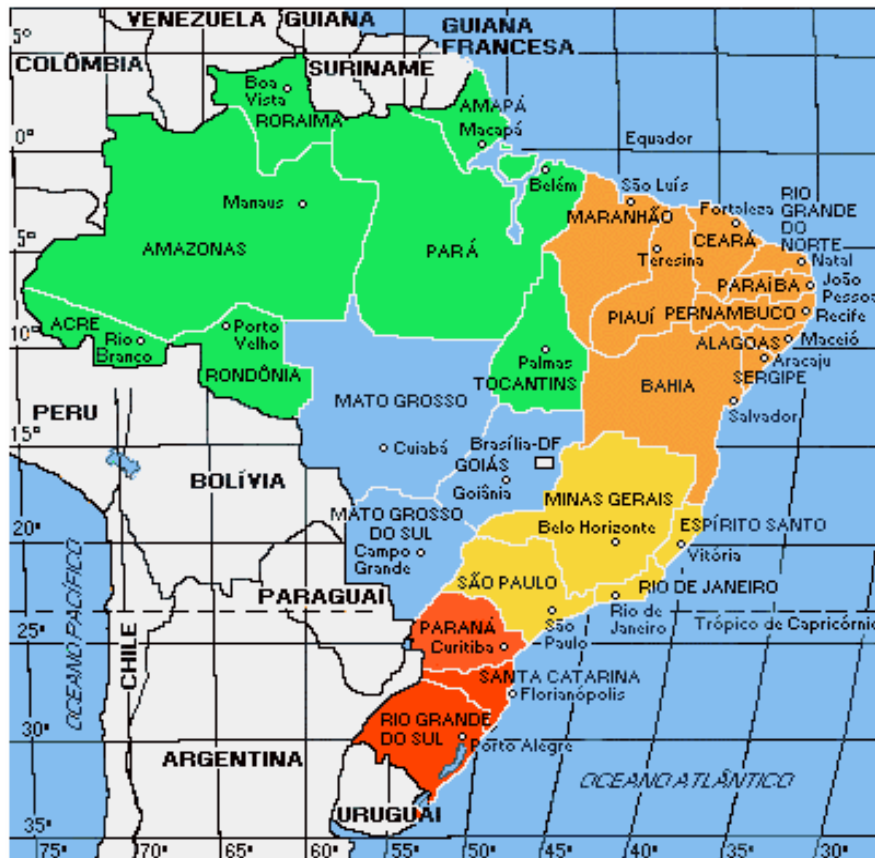 VENEZUELA
GUIANA
GUIANA
FRANCESA
5°
COLÔMBIA
SURINAME
Boa
Vista
RORAIMA
AMAPÁ
Macapá
Equador
0°
Belém
São Luís
RIO
GRANDE
DO
NORTE
Manaus
MARANHÃO
Fortaleza
CEARÁ
AMAZONAS
PARÁ
Teresina
Natal
5°
PARAÍBA
João
Pessoa
ACRE
Rio
Branco
Porto
Velho
PIAUÍ
PERNAMBUCO
Recife
10°
RONDÔNIA
Palmas
TOCANTINS
ALAGOAS
Maceió
Aracaju
SERGIPE
MATO GROSSO
BAHIA
Salvador
PERU
15°
Cuiabá
Brasília-DF
GOIÁS
Goiânia
BOLÍVIA
MINAS GERAIS
MATO GROSSO
DO SUL
Belo Horizonte
ESPÍRITO SANTO
20°
Campo
Grande
Vitória
SÃO PAULO
RIO DE JANEIRO
PARAGUAI
São
Paulo
Rio de
Janeiro
Trópico de Capricórnio
OCEANO PACÍFICO
CHILE
PARANÁ
Curitiba
25°
SANTA CATARINA
Florianópolis
RIO GRANDE
DO SUL
Porto Alegre
30°
ARGENTINA
OCEANO ATLÂNTICO
URUGUAI
35°
75°
70°
65°
60°
55°
50°
45°
40°
35°
30°